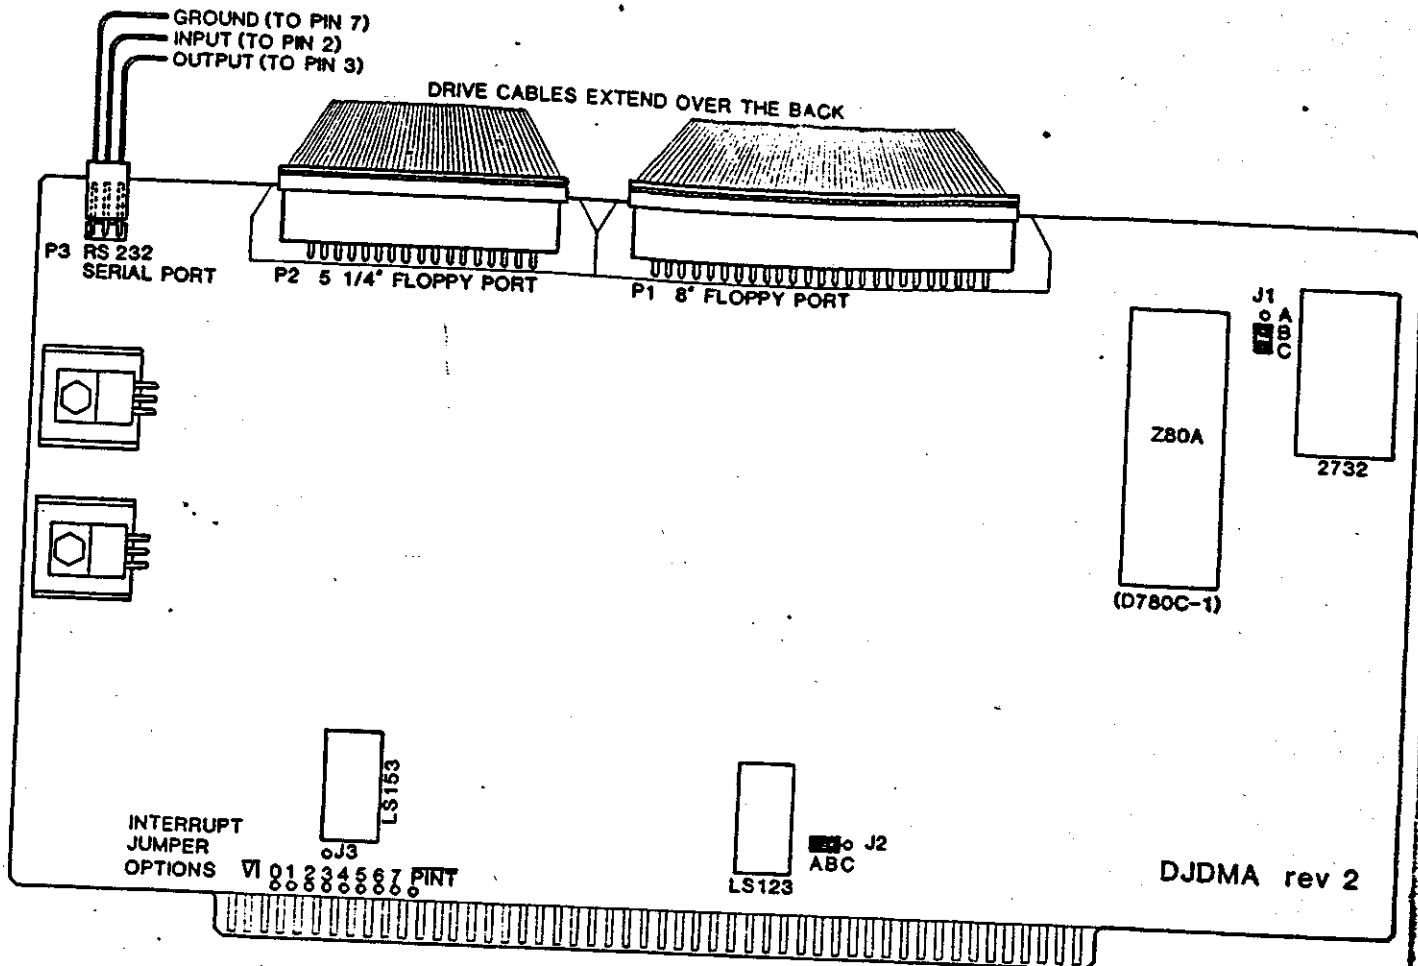 GROUND (TO PIN 7)
INPUT (TO PIN 2)
OUTPUT (TO PIN 3)
DRIVE CABLES EXTEND OVER THE BACK
P3 RS 232
SERIAL PORT
P2 5 1/4" FLOPPY PORT
P1 8" FLOPPY PORT
J1
A
B
C
Z80A
2732
(D780C-1)
LS153
INTERRUPT
JUMPER
OPTIONS
J3
VI 0 1 2 3 4 5 6 7 PINT
J2
ABC
LS123
DJDMA rev 2